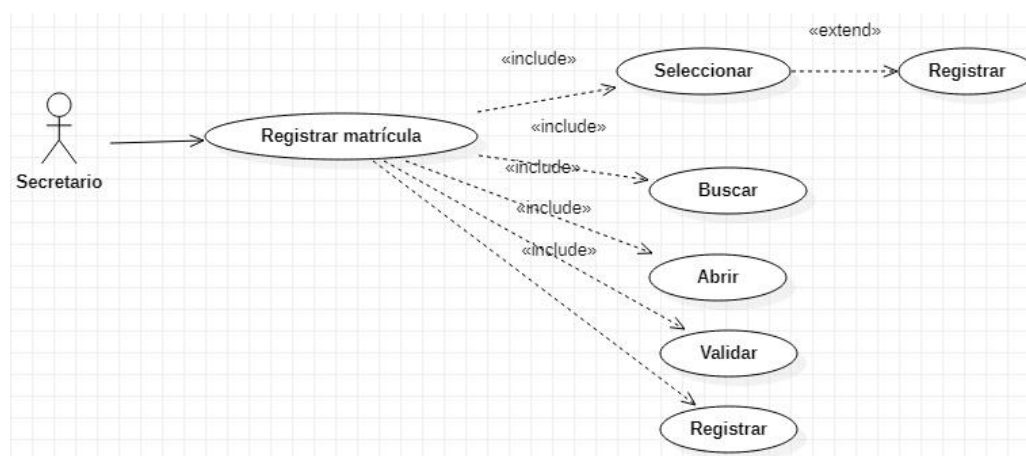 «extend»
«include»
Seleccionar
Registrar
«include»
Registrar matrícula
«include»
Secretario
Buscar
«include»
«include»
Abrir
Validar
Registrar